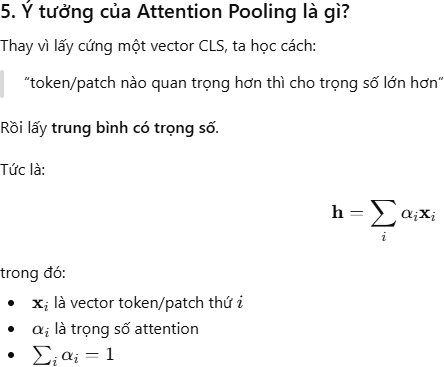 5. Ý tưởng của Attention Pooling là gì?
Thay vì lấy cứng một vector CLS, ta học cách:
“token/patch nào quan trọng hơn thì cho trọng số lớn hơn”
Rồi lấy trung bình có trọng số.
Tức là:
h = ∑ᵢ αᵢxᵢ
trong đó:
• xᵢ là vector token/patch thứ i
• αᵢ là trọng số attention
• ∑ᵢ αᵢ = 1